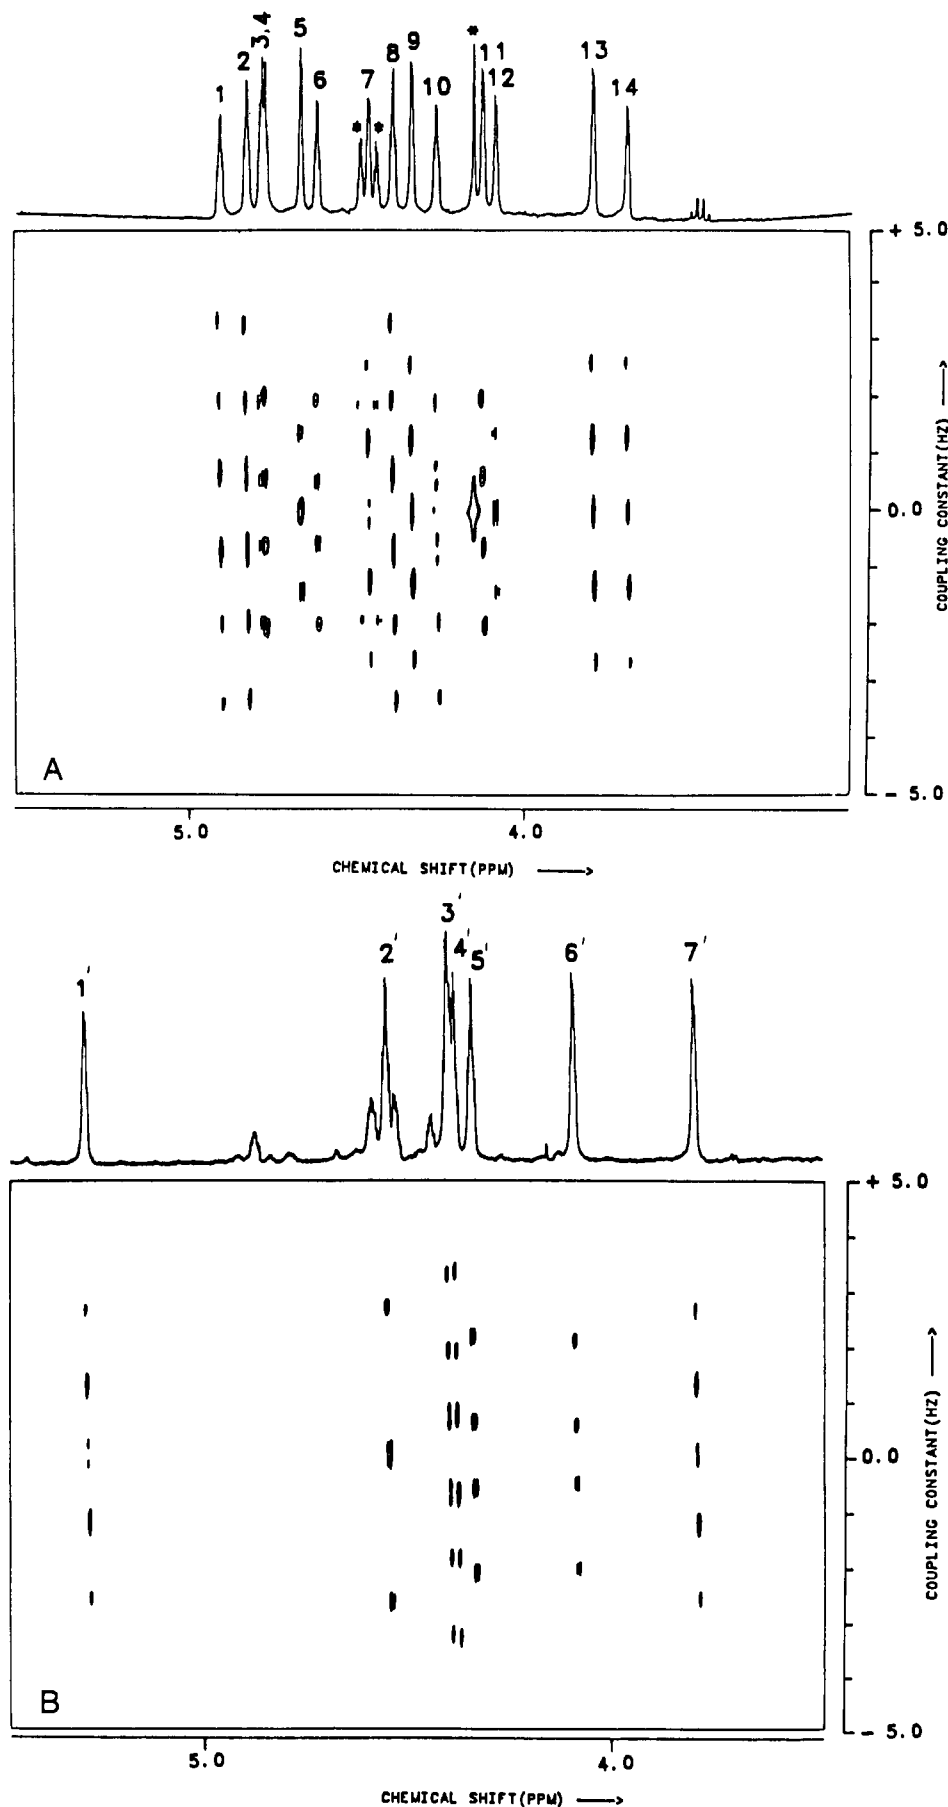 1 2 3,4 5 6 * 7 * 8 9 10 * 11 12 13 14
+ 5.0
0.0
- 5.0
COUPLING CONSTANT(HZ) ⟶
A
5.0 4.0
CHEMICAL SHIFT(PPM) ⟶
1' 2' 3' 4' 5' 6' 7'
+ 5.0
0.0
- 5.0
COUPLING CONSTANT(HZ) ⟶
B
5.0 4.0
CHEMICAL SHIFT(PPM) ⟶